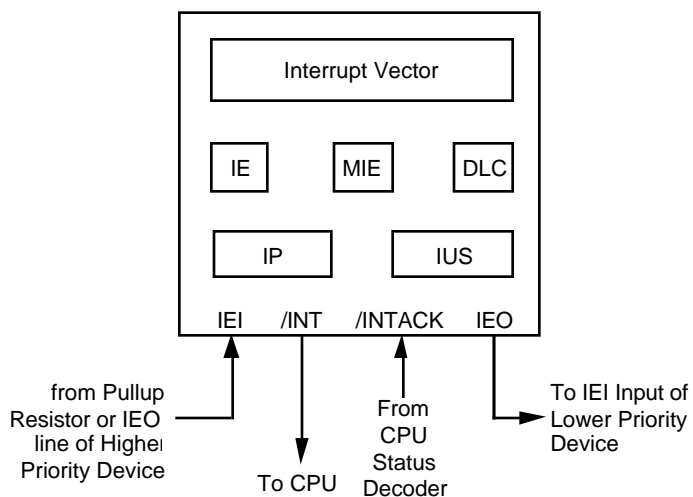 Interrupt Vector
IE
MIE
DLC
IP
IUS
IEI
/INT
/INTACK
IEO
from Pullup
Resistor or IEO
line of Higher
Priority Device
To CPU
From
CPU
Status
Decoder
To IEI Input of
Lower Priority
Device